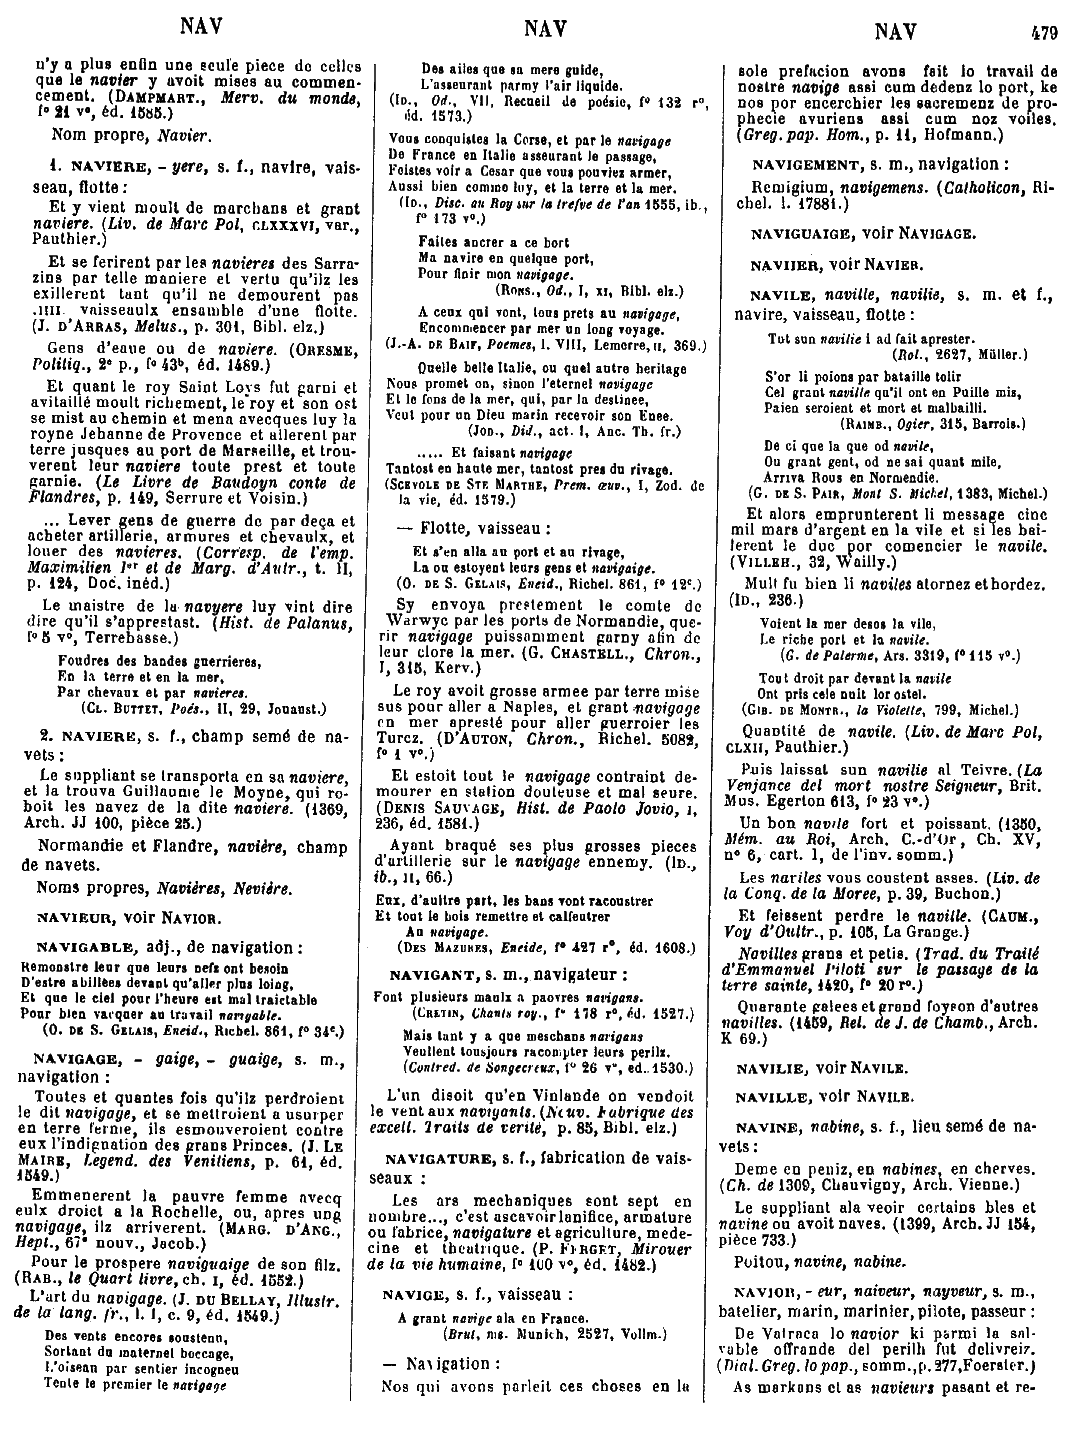 NAV
NAV
NAV
479
n'y a plus enfin une seule piece de celles
que le navier y avoit mises au commen-
cement. (DAMPMART., Merv. du monde,
f° 21 v°, éd. 1585.)
Nom propre, Navier.
1. NAVIERE, - yere, s. f., navire, vais-
seau, flotte :
Et y vient moult de marchans et grant
naviere. (Liv. de Marc Pol, CLXXXVI, var.,
Pauthier.)
Et se ferirent par les navieres des Sarra-
zins par telle maniere et vertu qu'ilz les
exillerent tant qu'il ne demourent pas
.IIII. vaisseaulx ensamble d'une flotte.
(J. D'ARRAS, Melus., p. 301, Bibl. elz.)
Gens d'eaue ou de naviere. (ORESME,
Politiq., 2e p., f° 43b, éd. 1489.)
Et quant le roy Saint Loys fut garni et
avitaillé moult richement, le roy et son ost
se mist au chemin et mena avecques luy la
royne Jehanne de Provence et allerent par
terre jusques au port de Marseille, et trou-
verent leur naviere toute prest et toute
garnie. (Le Livre de Baudoyn conte de
Flandres, p. 149, Serrure et Voisin.)
... Lever gens de guerre de par deça et
acheter artillerie, armures et chevaulx, et
louer des navieres. (Corresp. de l'emp.
Maximilien Ier et de Marg. d'Autr., t. II,
p. 124, Doc. inéd.)
Le maistre de la navyere luy vint dire
dire qu'il s'apprestast. (Hist. de Palanus,
f° 5 v°, Terrebasse.)
Foudres des bandes guerrieres,
En la terre et en la mer,
Par chevaux et par navieres.
(CL. BUTTET, Poés., II, 29, Jouaust.)
2. NAVIERE, s. f., champ semé de na-
vets :
Le suppliant se transporta en sa naviere,
et la trouva Guillaume le Moyne, qui ro-
boit les navez de la dite naviere. (1369,
Arch. JJ 100, pièce 25.)
Normandie et Flandre, navière, champ
de navets.
Noms propres, Navières, Nevière.
NAVIEUR, voir NAVIOR.
NAVIGABLE, adj., de navigation :
Remonstre leur que leurs nefs ont besoin
D'estre abillees devant qu'aller plus loing,
Et que le ciel pour l'heure est mal traictable
Pour bien vacquer au travail navigable.
(O. DE S. GELAIS, Eneid., Richel. 861, f° 34c.)
NAVIGAGE, - gaige, - guaige, s. m.,
navigation :
Toutes et quantes fois qu'ilz perdroient
le dit navigage, et se mettroient a usurper
en terre ferme, ils esmouveroient contre
eux l'indignation des grans Princes. (J. LE
MAIRE, Legend. des Venitiens, p. 61, éd.
1549.)
Emmenerent la pauvre femme avecq
eulx droict a la Rochelle, ou, apres ung
navigage, ilz arriverent. (MARG. D'ANG.,
Hept., 67e nouv., Jacob.)
Pour le prospere naviguaige de son filz.
(RAB., le Quart livre, ch. I, éd. 1552.)
L'art du navigage. (J. DU BELLAY, Illustr.
de la lang. fr., l. I, c. 9, éd. 1549.)
Des vents encores soustenu,
Sortant du maternel boccage,
L'oiseau par sentier incogneu
Tente le premier le navigage
Des ailes que sa mere guide,
L'asseurant parmy l'air liquide.
(ID., Od., VII, Recueil de poésie, f° 132 r°,
éd. 1573.)
Vous conquistes la Corse, et par le navigage
De France en Italie asseurant le passage,
Feistes voir a Cesar que vous pouviez armer,
Aussi bien comme luy, et la terre et la mer.
(ID., Disc. au Roy sur la trefve de l'an 1555, ib.,
f° 173 v°.)
Faites ancrer a ce bort
Ma navire en quelque port,
Pour finir mon navigage.
(RONS., Od., I, XI, Bibl. elz.)
A ceux qui vont, tous prets au navigage,
Encommencer par mer un long voyage.
(J.-A. DE BAIF, Poemes, l. VIII, Lemerre, II, 369.)
Quelle belle Italie, ou quel autre heritage
Nous promet on, sinon l'eternel navigage
Et le fons de la mer, qui, par la destinee,
Veut pour un Dieu marin recevoir son Enee.
(JOD., Did., act. I, Anc. Th. fr.)
..... Et faisant navigage
Tantost en haute mer, tantost pres du rivage.
(SCEVOLE DE STE MARTHE, Prem. œuv., I, Zod. de
la vie, éd. 1579.)
— Flotte, vaisseau :
Et s'en alla au port et au rivage,
La ou estoyent leurs gens et navigaige.
(O. DE S. GELAIS, Eneid., Richel. 861, f° 12c.)
Sy envoya prestement le comte de
Warwyc par les ports de Normandie, que-
rir navigage puissamment garny afin de
leur clore la mer. (G. CHASTELL., Chron.,
I, 315, Kerv.)
Le roy avoit grosse armee par terre mise
sus pour aller a Naples, et grant navigage
en mer apresté pour aller guerroier les
Turcz. (D'AUTON, Chron., Richel. 5082,
f° 1 v°.)
Et estoit tout le navigage contraint de-
mourer en station douteuse et mal seure.
(DENIS SAUVAGE, Hist. de Paolo Jovio, I,
236, éd. 1581.)
Ayant braqué ses plus grosses pieces
d'artillerie sur le navigage ennemy. (ID.,
ib., II, 66.)
Eux, d'aultre part, les bans vont racoustrer
Et tout le bois remettre et calfeutrer
Au navigage.
(DES MAZURES, Eneide, f° 427 r°, éd. 1608.)
NAVIGANT, s. m., navigateur :
Font plusieurs maulx a paovres navigans.
(CRETIN, Chants roy., f° 178 r°, éd. 1527.)
Mais tant y a que meschans navigans
Veullent tousjours racompter leurs perilz.
(Contred. de Songecreux, f° 26 v°, ed. 1530.)
L'un disoit qu'en Vinlande on vendoit
le vent aux navigants. (Neuv. Fabrique des
excell. Traits de verité, p. 85, Bibl. elz.)
NAVIGATURE, s. f., fabrication de vais-
seaux :
Les ars mechaniques sont sept en
nombre..., c'est ascavoir lanifice, armature
ou fabrice, navigature et agriculture, mede-
cine et theutrique. (P. FERGET, Mirouer
de la vie humaine, f° 100 v°, éd. 1482.)
NAVIGE, s. f., vaisseau :
A grant navige ala en France.
(Brut, ms. Munich, 2527, Vollm.)
— Navigation :
Nos qui avons parleit ces choses en la
sole prefacion avons fait lo travail de
nostre navige assi cum dedenz lo port, ke
nos por encerchier les sacremenz de pro-
phecie avuriens assi cum noz voiles.
(Greg. pap. Hom., p. 11, Hofmann.)
NAVIGEMENT, s. m., navigation :
Remigium, navigemens. (Catholicon, Ri-
chel. l. 17881.)
NAVIGUAIGE, voir NAVIGAGE.
NAVIIER, voir NAVIER.
NAVILE, naville, navilie, s. m. et f.,
navire, vaisseau, flotte :
Tut sun navilie i ad fait aprester.
(Rol., 2627, Müller.)
S'or li poions par bataille tolir
Cel grant naville qu'il ont en Puille mis,
Paien seroient et mort et malbailli.
(RAIMB., Ogier, 315, Barrois.)
De ci que la que od navile,
Ou grant gent, od ne sai quant mile,
Arriva Rous en Normendie.
(G. DE S. PAIR, Mont S. Michel, 1383, Michel.)
Et alors emprunterent li message cinc
mil mars d'argent en la vile et si les bai-
lerent le duc por comencier le navile.
(VILLEH., 32, Wailly.)
Mult fu bien li naviles atornez et hordez.
(ID., 236.)
Voient la mer desos la vile,
Le riche port et la navile.
(G. de Palerme, Ars. 3319, f° 115 v°.)
Tout droit par devant la navile
Ont pris cele nuit lor ostel.
(GIB. DE MONTR., la Violette, 799, Michel.)
Quantité de navile. (Liv. de Marc Pol,
CLXII, Pauthier.)
Puis laissat sun navilie al Teivre. (La
Venjance del mort nostre Seigneur, Brit.
Mus. Egerton 613, f° 23 v°.)
Un bon navile fort et poissant. (1350,
Mém. au Roi, Arch. C.-d'Or, Ch. XV,
n° 6, cart. 1, de l'inv. somm.)
Les naviles vous coustent asses. (Liv. de
la Conq. de la Moree, p. 39, Buchon.)
Et feissent perdre le naville. (CAUM.,
Voy d'Oultr., p. 105, La Grange.)
Navilles grans et petis. (Trad. du Traité
d'Emmanuel Piloti sur le passage de la
terre sainte, 1420, f° 20 r°.)
Quarante galees et grond foyson d'autres
navilles. (1459, Rel. de J. de Chamb., Arch.
K 69.)
NAVILIE, voir NAVILE.
NAVILLE, voir NAVILE.
NAVINE, nabine, s. f., lieu semé de na-
vets :
Deme en peniz, en nabines, en cherves.
(Ch. de 1309, Chauvigny, Arch. Vienne.)
Le suppliant ala veoir certains bles et
navine ou avoit naves. (1399, Arch. JJ 154,
pièce 733.)
Poitou, navine, nabine.
NAVIOR, - eur, naiveur, nayveur, s. m.,
batelier, marin, marinier, pilote, passeur :
De Valraca lo navior ki parmi la sal-
vable offrande del perilh fut delivreiz.
(Dial. Greg. lo pop., somm., p. 277, Foerster.)
As markans et as navieurs pasant et re-